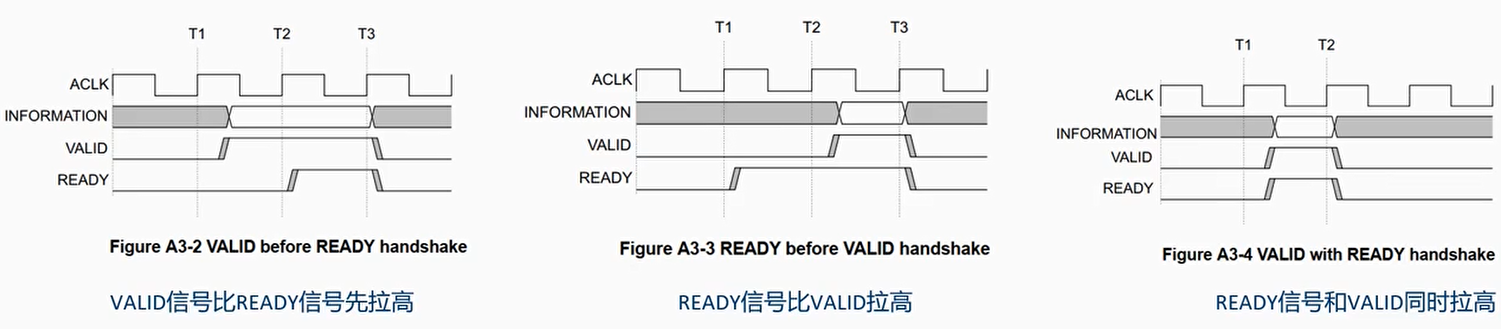 T1 T2 T3
ACLK
INFORMATION
VALID
READY
Figure A3-2 VALID before READY handshake
VALID信号比READY信号先拉高
T1 T2 T3
ACLK
INFORMATION
VALID
READY
Figure A3-3 READY before VALID handshake
READY信号比VALID拉高
T1 T2
ACLK
INFORMATION
VALID
READY
Figure A3-4 VALID with READY handshake
READY信号和VALID同时拉高